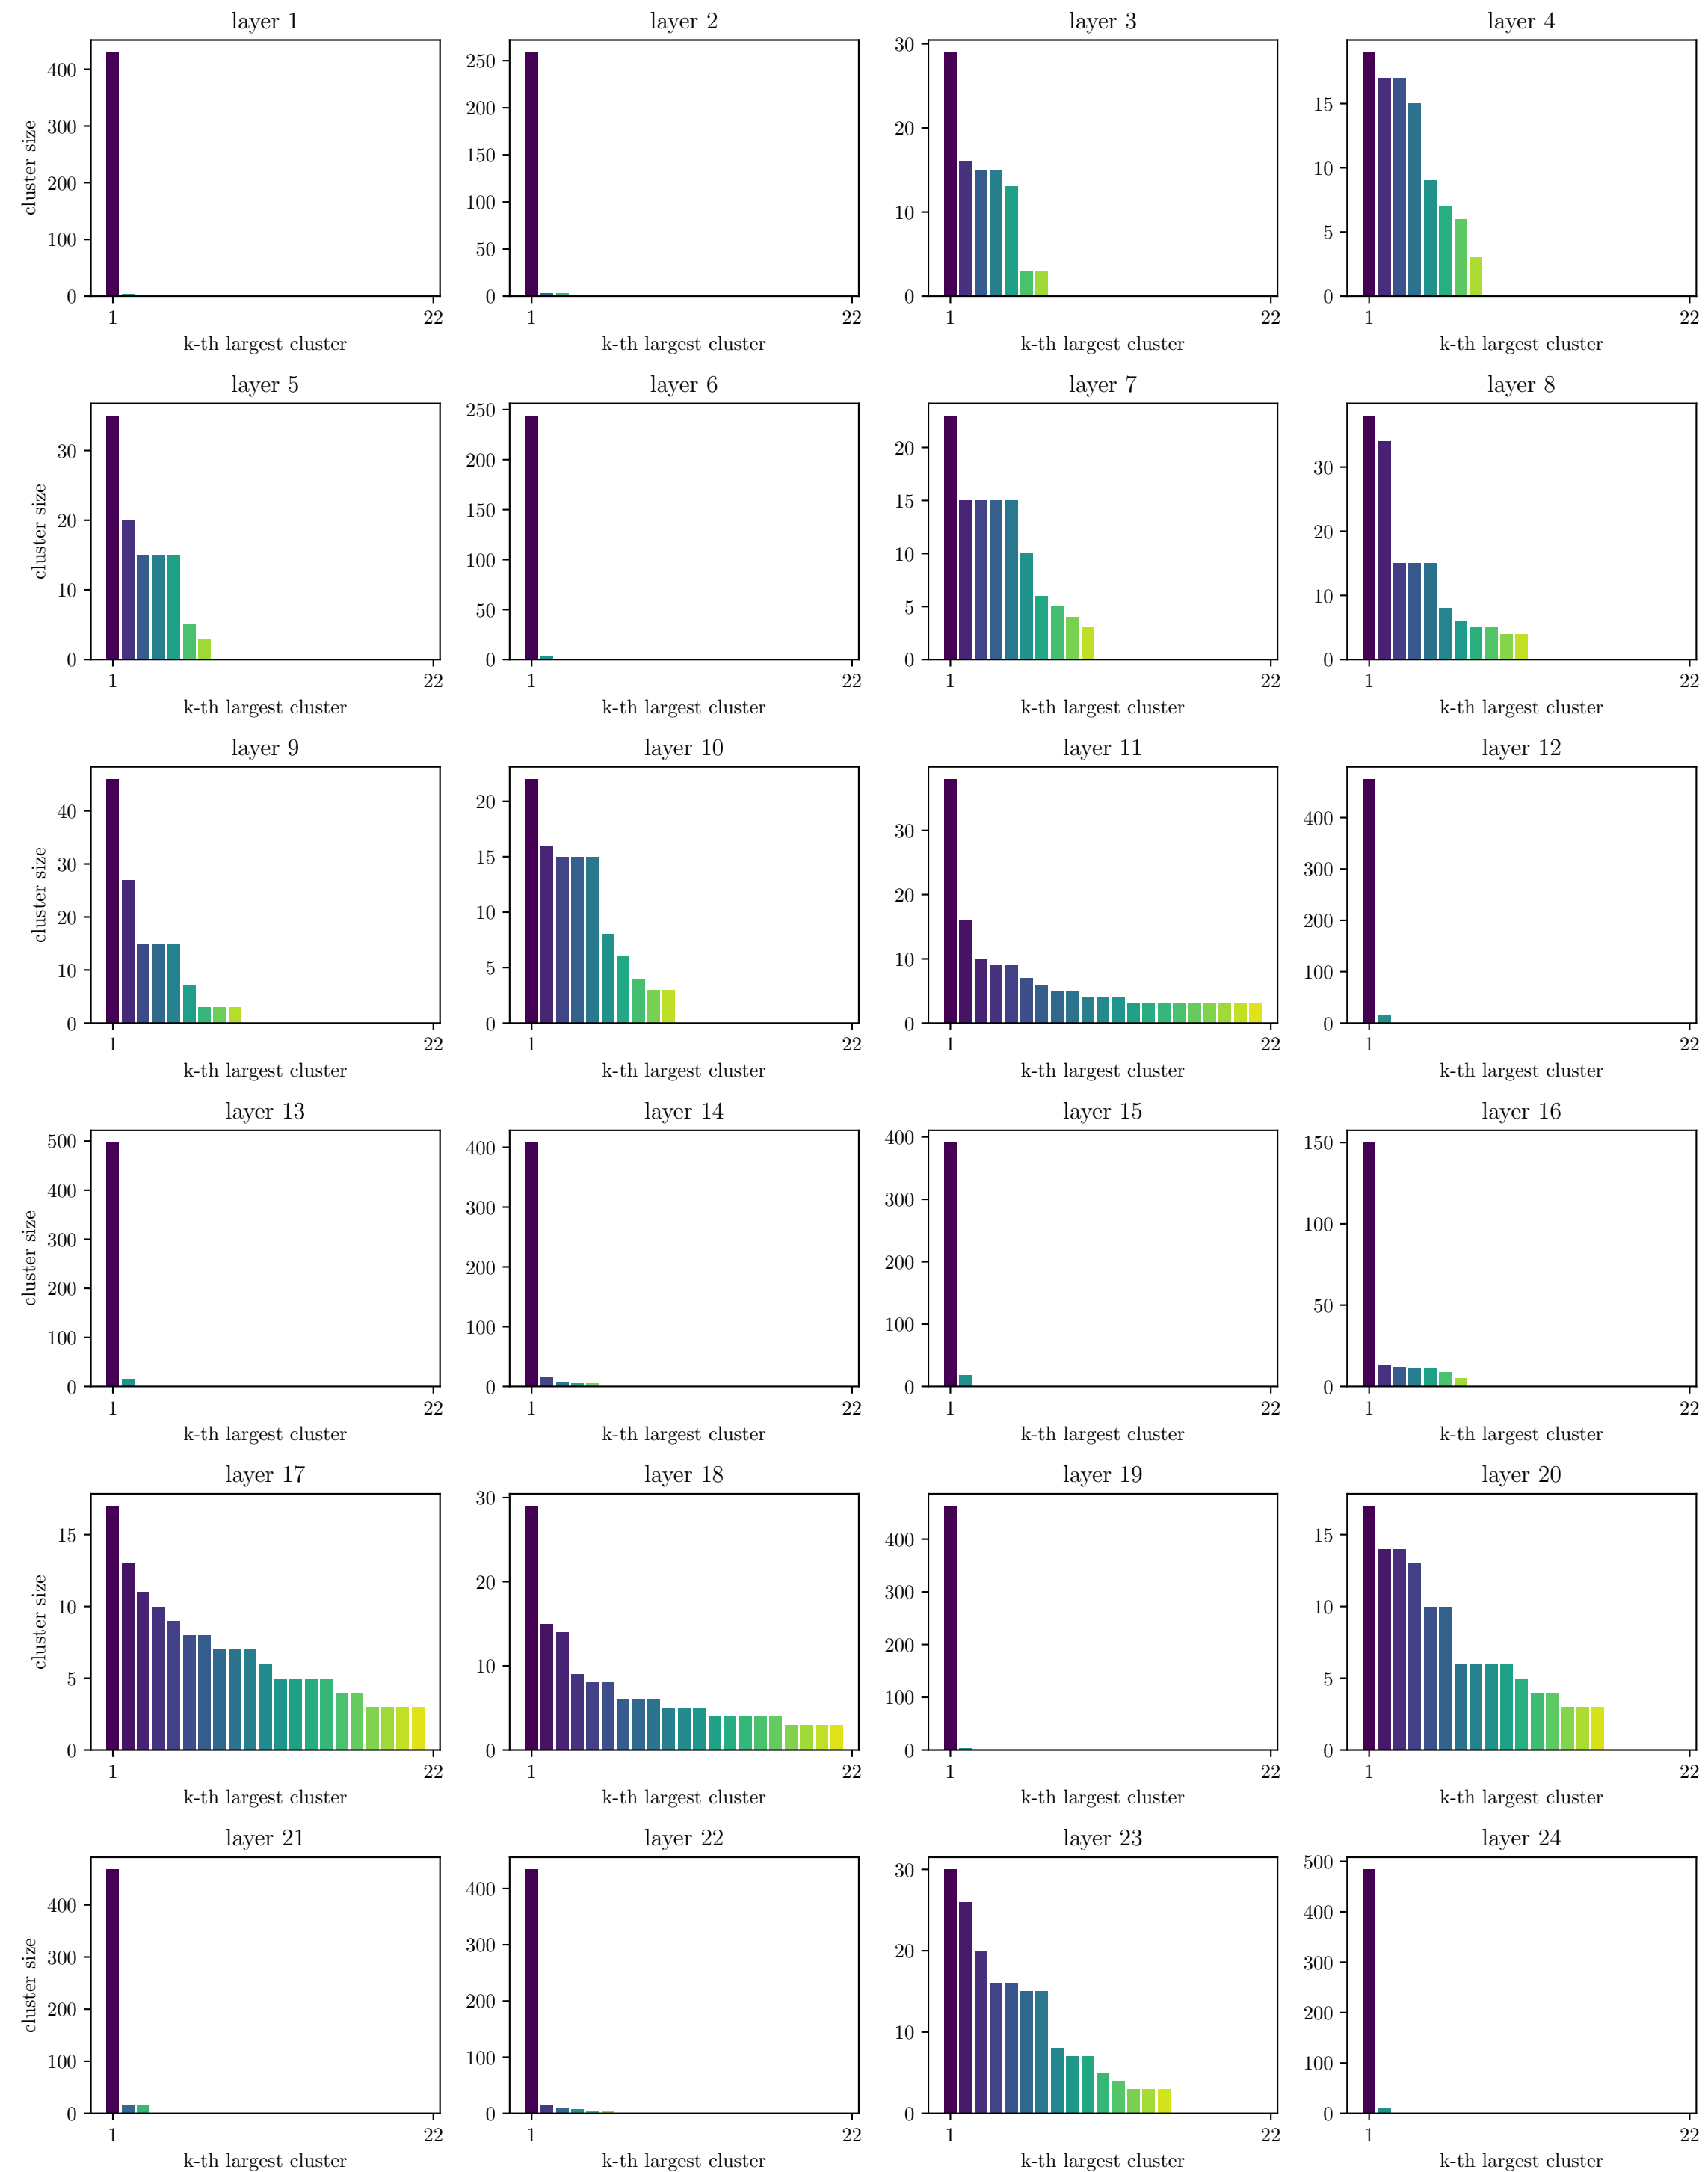 layer 1
400
300
200
100
0
cluster size
1 22
k-th largest cluster
layer 2
250
200
150
100
50
0
1 22
k-th largest cluster
layer 3
30
20
10
0
1 22
k-th largest cluster
layer 4
15
10
5
0
1 22
k-th largest cluster
layer 5
30
20
10
0
cluster size
1 22
k-th largest cluster
layer 6
250
200
150
100
50
0
1 22
k-th largest cluster
layer 7
20
15
10
5
0
1 22
k-th largest cluster
layer 8
30
20
10
0
1 22
k-th largest cluster
layer 9
40
30
20
10
0
cluster size
1 22
k-th largest cluster
layer 10
20
15
10
5
0
1 22
k-th largest cluster
layer 11
30
20
10
0
1 22
k-th largest cluster
layer 12
400
300
200
100
0
1 22
k-th largest cluster
layer 13
500
400
300
200
100
0
cluster size
1 22
k-th largest cluster
layer 14
400
300
200
100
0
1 22
k-th largest cluster
layer 15
400
300
200
100
0
1 22
k-th largest cluster
layer 16
150
100
50
0
1 22
k-th largest cluster
layer 17
15
10
5
0
cluster size
1 22
k-th largest cluster
layer 18
30
20
10
0
1 22
k-th largest cluster
layer 19
400
300
200
100
0
1 22
k-th largest cluster
layer 20
15
10
5
0
1 22
k-th largest cluster
layer 21
400
300
200
100
0
cluster size
1 22
k-th largest cluster
layer 22
400
300
200
100
0
1 22
k-th largest cluster
layer 23
30
20
10
0
1 22
k-th largest cluster
layer 24
500
400
300
200
100
0
1 22
k-th largest cluster